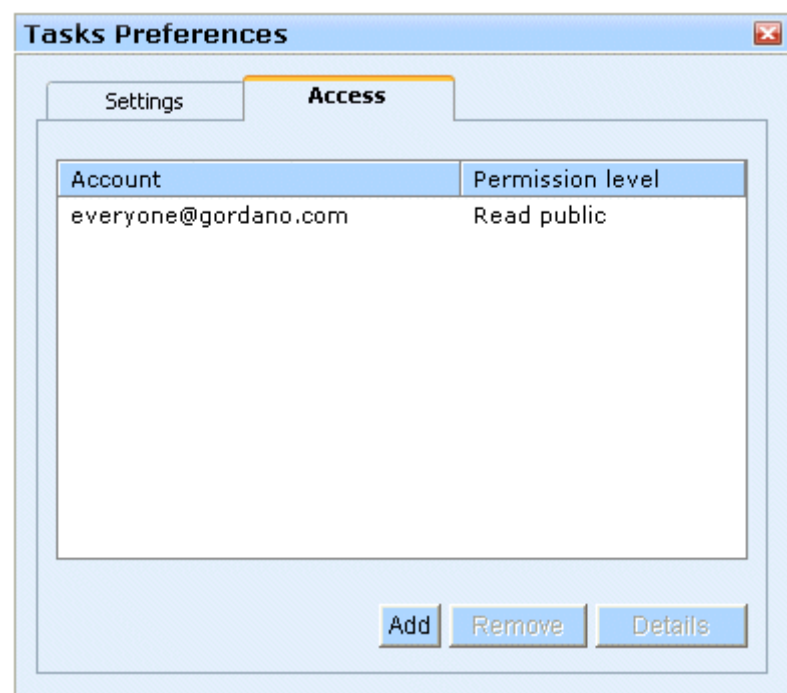 Tasks Preferences
Settings Access
Account Permission level
everyone@gordano.com Read public
Add Remove Details